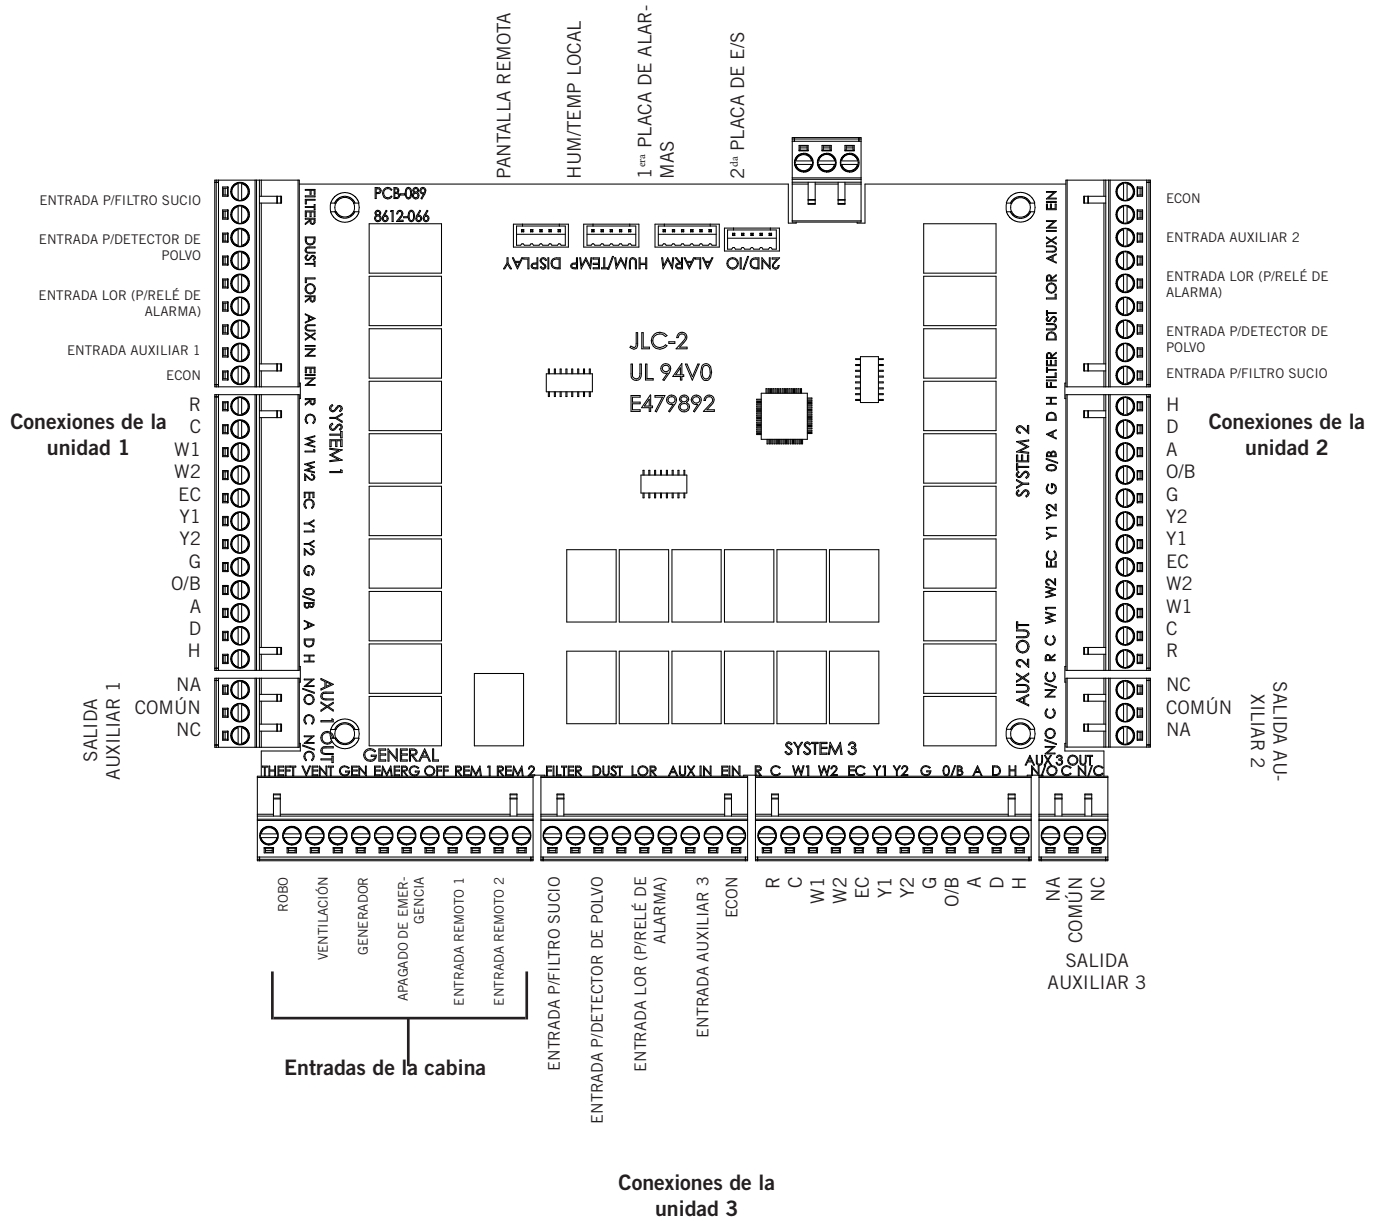 PANTALLA REMOTA
HUM/TEMP LOCAL
1era PLACA DE ALAR-
MAS
2da PLACA DE E/S
ENTRADA P/FILTRO SUCIO
ENTRADA P/DETECTOR DE
POLVO
ENTRADA LOR (P/RELÉ DE
ALARMA)
ENTRADA AUXILIAR 1
ECON
Conexiones de la
unidad 1
R
C
W1
W2
EC
Y1
Y2
G
O/B
A
D
H
SALIDA
AUXILIAR 1
NA
COMÚN
NC
FILTER DUST LOR AUX IN EIN
R C W1 W2 EC Y1 Y2 G 0/B A D H
N/O C N/C
SYSTEM 1
AUX 1 OUT
PCB-089
8612-066
DISPLAY
HUM/TEMP
ALARM
2ND/IO
JLC-2
UL 94V0
E479892
SYSTEM 2
AUX 2 OUT
FILTER DUST LOR AUX IN EIN
N/O C N/C R C W1 W2 EC Y1 Y2 G 0/B A D H
ECON
ENTRADA AUXILIAR 2
ENTRADA LOR (P/RELÉ DE
ALARMA)
ENTRADA P/DETECTOR DE
POLVO
ENTRADA P/FILTRO SUCIO
Conexiones de la
unidad 2
H
D
A
O/B
G
Y2
Y1
EC
W2
W1
C
R
NC
COMÚN
NA
SALIDA AU-
XILIAR 2
GENERAL
SYSTEM 3
AUX 3 OUT
THEFT VENT GEN EMERG OFF REM 1 REM 2
FILTER DUST LOR AUX IN EIN
R C W1 W2 EC Y1 Y2 G 0/B A D H
N/O C N/C
ROBO
VENTILACIÓN
GENERADOR
APAGADO DE EMER-
GENCIA
ENTRADA REMOTO 1
ENTRADA REMOTO 2
Entradas de la cabina
ENTRADA P/FILTRO SUCIO
ENTRADA P/DETECTOR DE POLVO
ENTRADA LOR (P/RELÉ DE
ALARMA)
ENTRADA AUXILIAR 3
ECON
R
C
W1
W2
EC
Y1
Y2
G
O/B
A
D
H
NA
COMÚN
NC
SALIDA
AUXILIAR 3
Conexiones de la
unidad 3